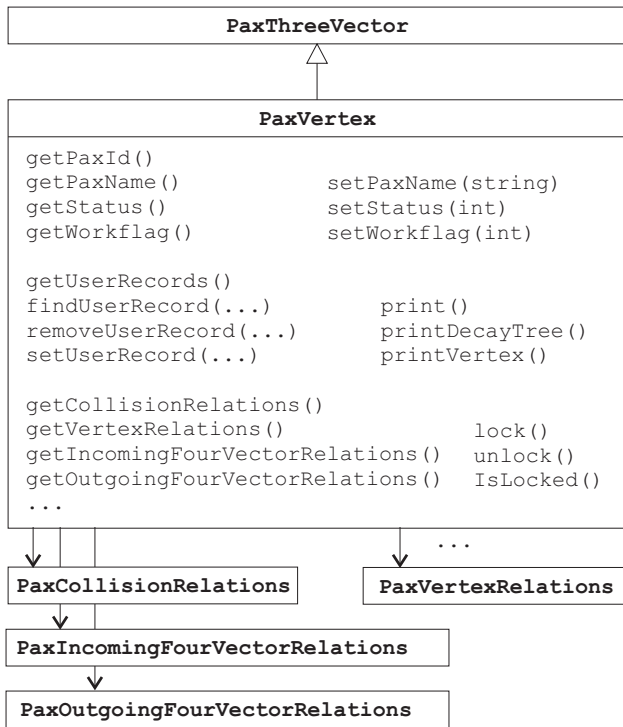 PaxThreeVector
PaxVertex
getPaxId()
getPaxName() setPaxName(string)
getStatus() setStatus(int)
getWorkflag() setWorkflag(int)
getUserRecords()
findUserRecord(...) print()
removeUserRecord(...) printDecayTree()
setUserRecord(...) printVertex()
getCollisionRelations()
getVertexRelations() lock()
getIncomingFourVectorRelations() unlock()
getOutgoingFourVectorRelations() IsLocked()
...
...
PaxCollisionRelations PaxVertexRelations
PaxIncomingFourVectorRelations
PaxOutgoingFourVectorRelations